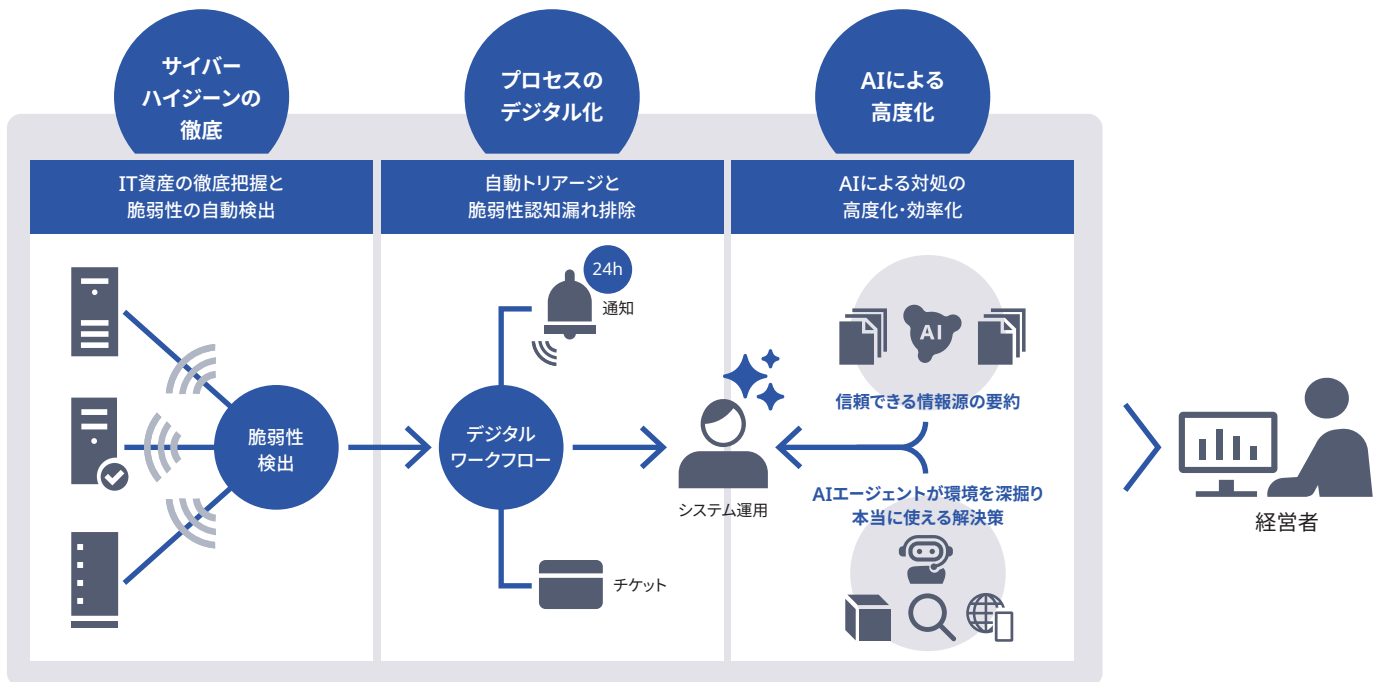 サイバー
ハイジーンの
徹底
プロセスの
デジタル化
AIによる
高度化
IT資産の徹底把握と
脆弱性の自動検出
自動トリアージと
脆弱性認知漏れ排除
AIによる対処の
高度化・効率化
脆弱性
検出
24h
通知
デジタル
ワークフロー
チケット
システム運用
AI
信頼できる情報源の要約
AIエージェントが環境を深掘り
本当に使える解決策
経営者